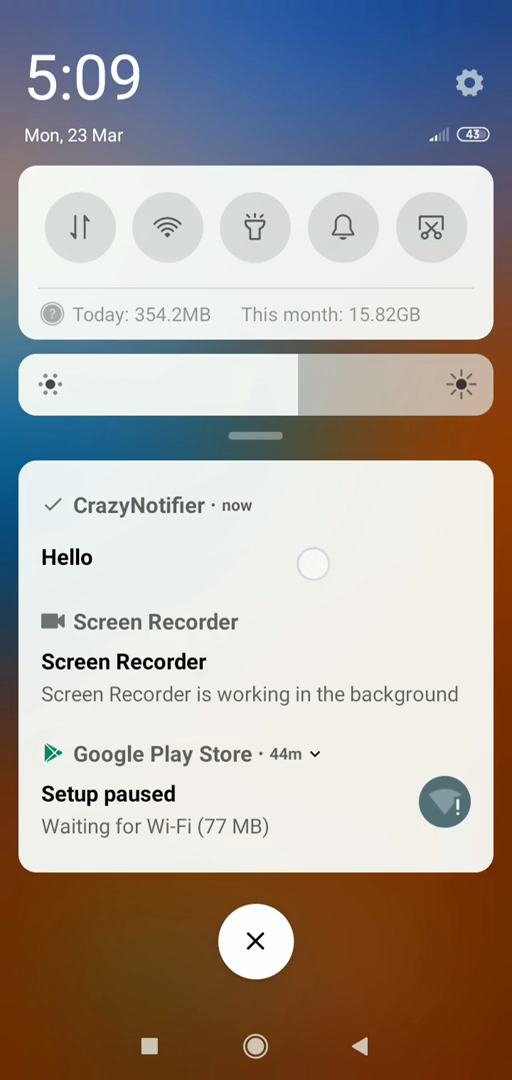 5:09
Mon, 23 Mar
43
Today: 354.2MB This month: 15.82GB
CrazyNotifier · now
Hello
Screen Recorder
Screen Recorder
Screen Recorder is working in the background
Google Play Store · 44m
Setup paused
Waiting for Wi-Fi (77 MB)